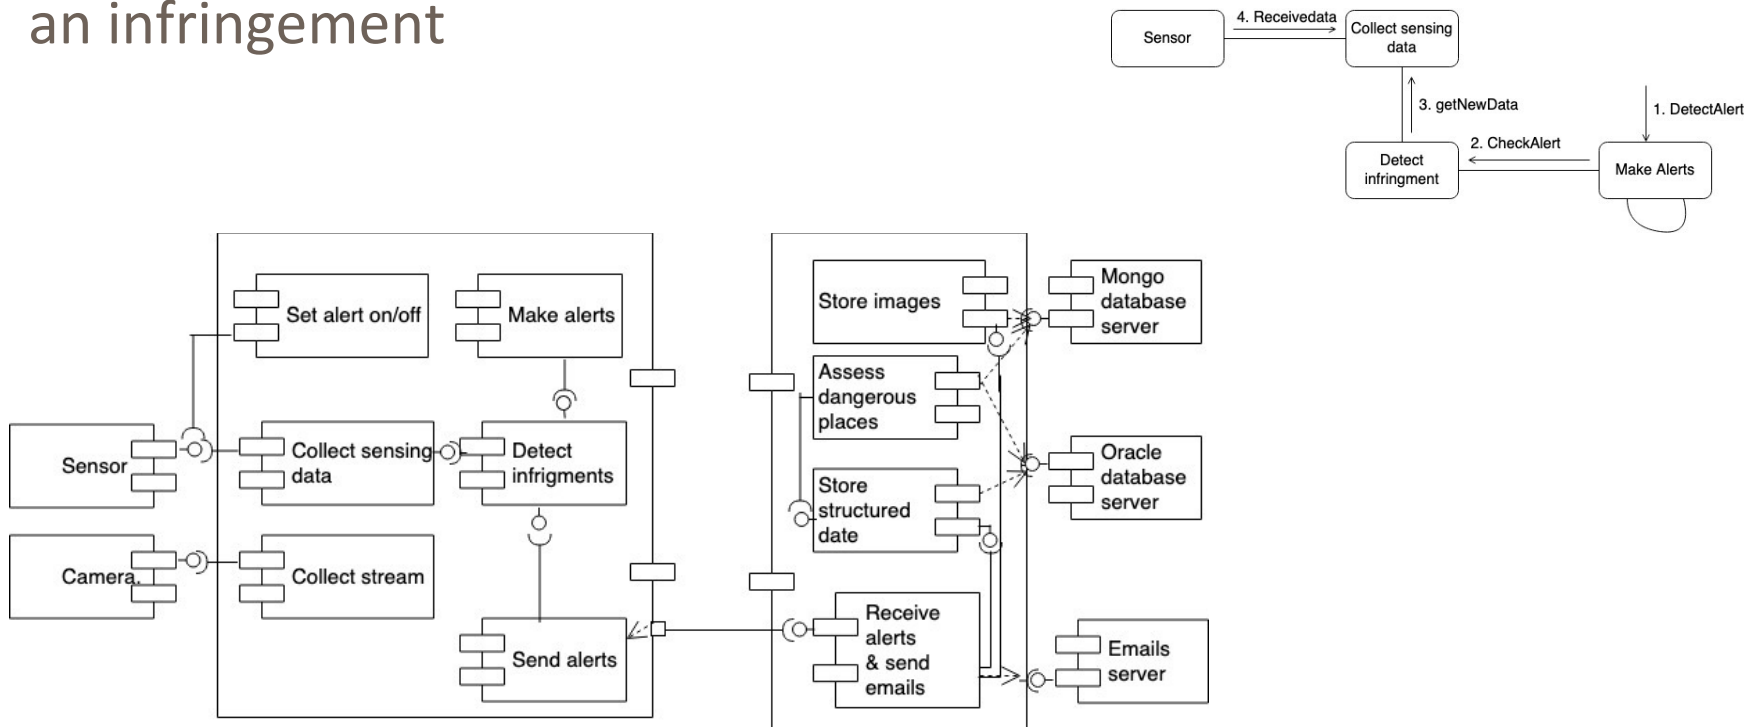 an infringement
Sensor
4. Receivedata
Collect sensing
data
3. getNewData
1. DetectAlert
2. CheckAlert
Detect
infringment
Make Alerts
Set alert on/off
Make alerts
Sensor
Collect sensing
data
Detect
infrigments
Camera.
Collect stream
Send alerts
Store images
Assess
dangerous
places
Store
structured
date
Receive
alerts
& send
emails
Mongo
database
server
Oracle
database
server
Emails
server